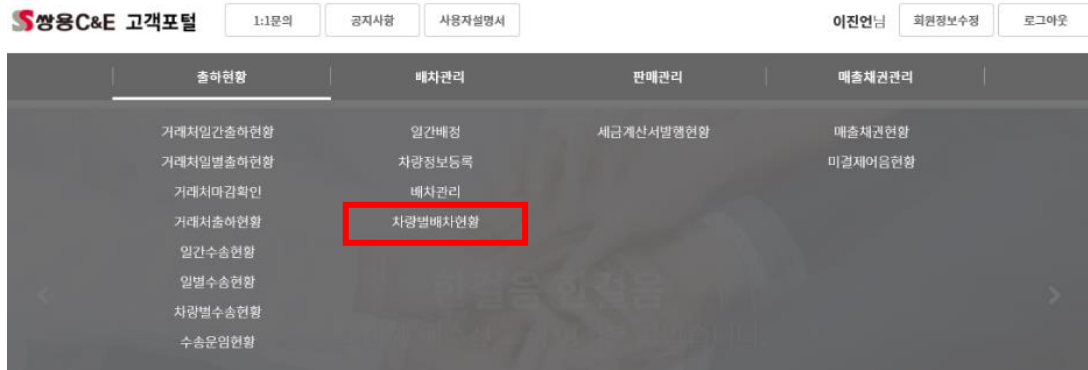 쌍용C&E 고객포털 1:1문의 공지사항 사용자설명서 이진언님 회원정보수정 로그아웃
출하현황 배차관리 판매관리 매출채권관리
거래처일간출하현황 일간배정 세금계산서발행현황 매출채권현황
거래처일별출하현황 차량정보등록 미결제어음현황
거래처마감확인 배차관리
거래처출하현황 차량별배차현황
일간수송현황
일별수송현황
차량별수송현황
수송운임현황